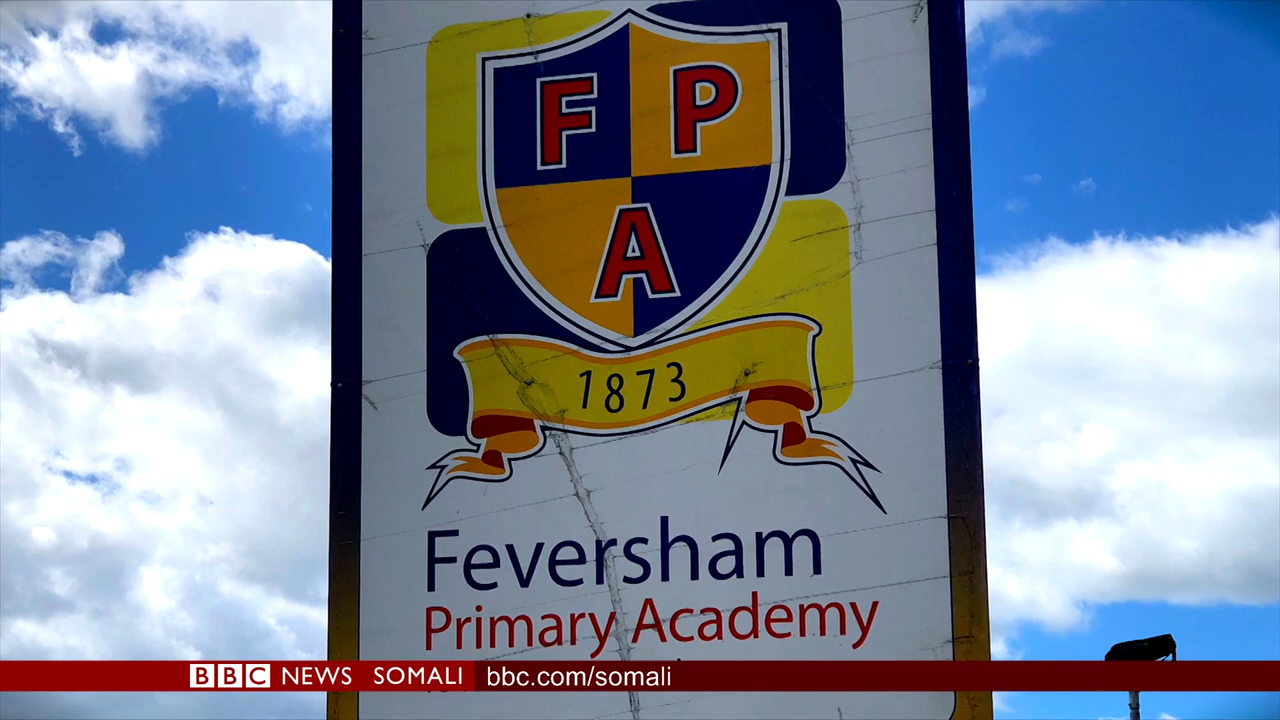 F P
A
1873
Feversham
Primary Academy
BBC NEWS SOMALI bbc.com/somali